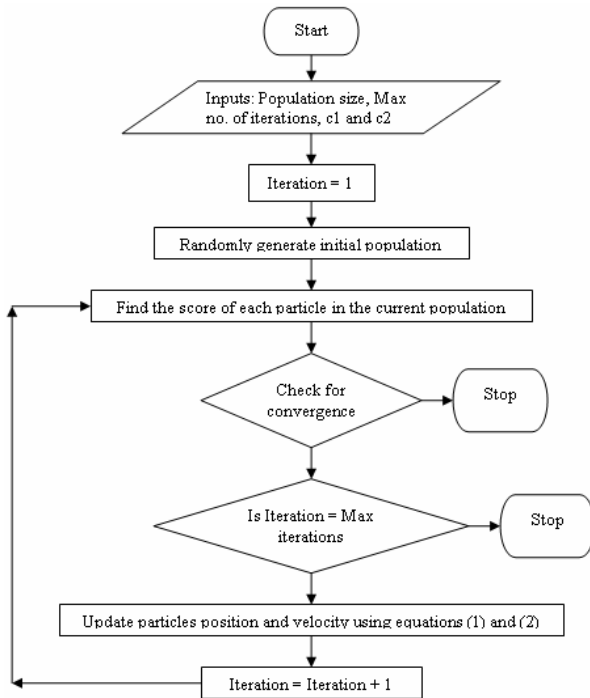 Start
Inputs: Population size, Max
no. of iterations, c1 and c2
Iteration = 1
Randomly generate initial population
Find the score of each particle in the current population
Check for
convergence
Stop
Is Iteration = Max
iterations
Stop
Update particles position and velocity using equations (1) and (2)
Iteration = Iteration + 1